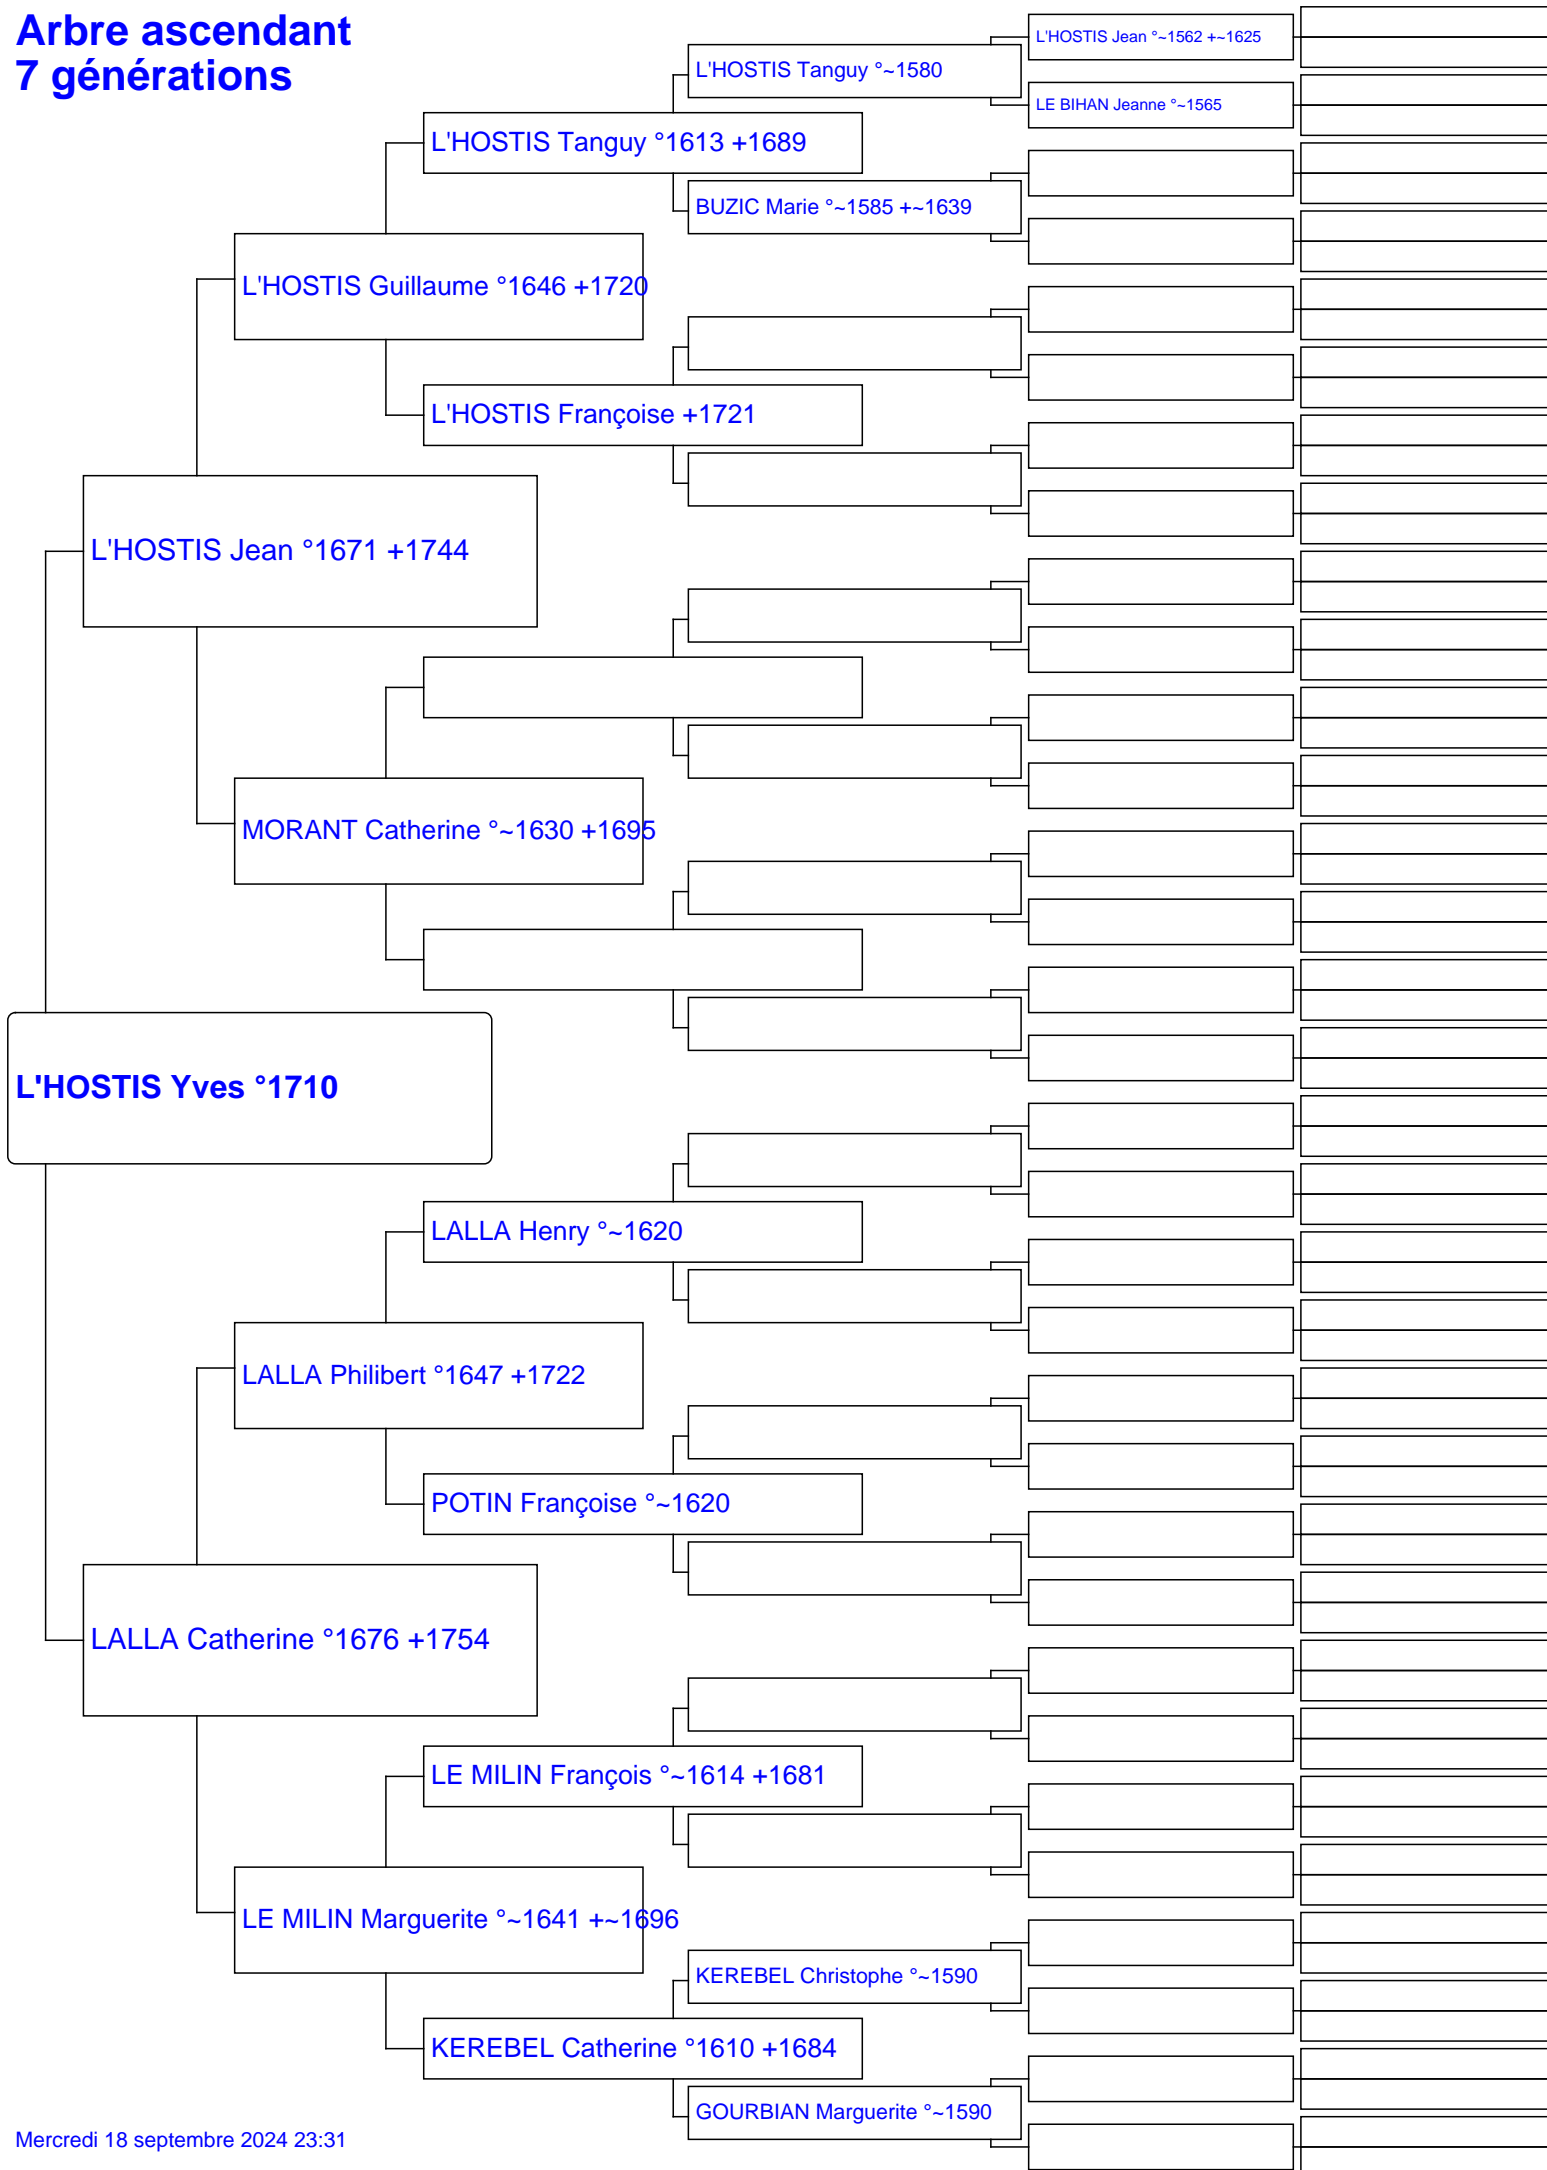 Arbre ascendant
7 générations
L'HOSTIS Jean °~1562 +~1625
L'HOSTIS Tanguy °~1580
LE BIHAN Jeanne °~1565
L'HOSTIS Tanguy °1613 +1689
BUZIC Marie °~1585 +~1639
L'HOSTIS Guillaume °1646 +1720
L'HOSTIS Françoise +1721
L'HOSTIS Jean °1671 +1744
MORANT Catherine °~1630 +1695
L'HOSTIS Yves °1710
LALLA Henry °~1620
LALLA Philibert °1647 +1722
POTIN Françoise °~1620
LALLA Catherine °1676 +1754
LE MILIN François °~1614 +1681
LE MILIN Marguerite °~1641 +~1696
KEREBEL Christophe °~1590
KEREBEL Catherine °1610 +1684
GOURBIAN Marguerite °~1590
Mercredi 18 septembre 2024 23:31